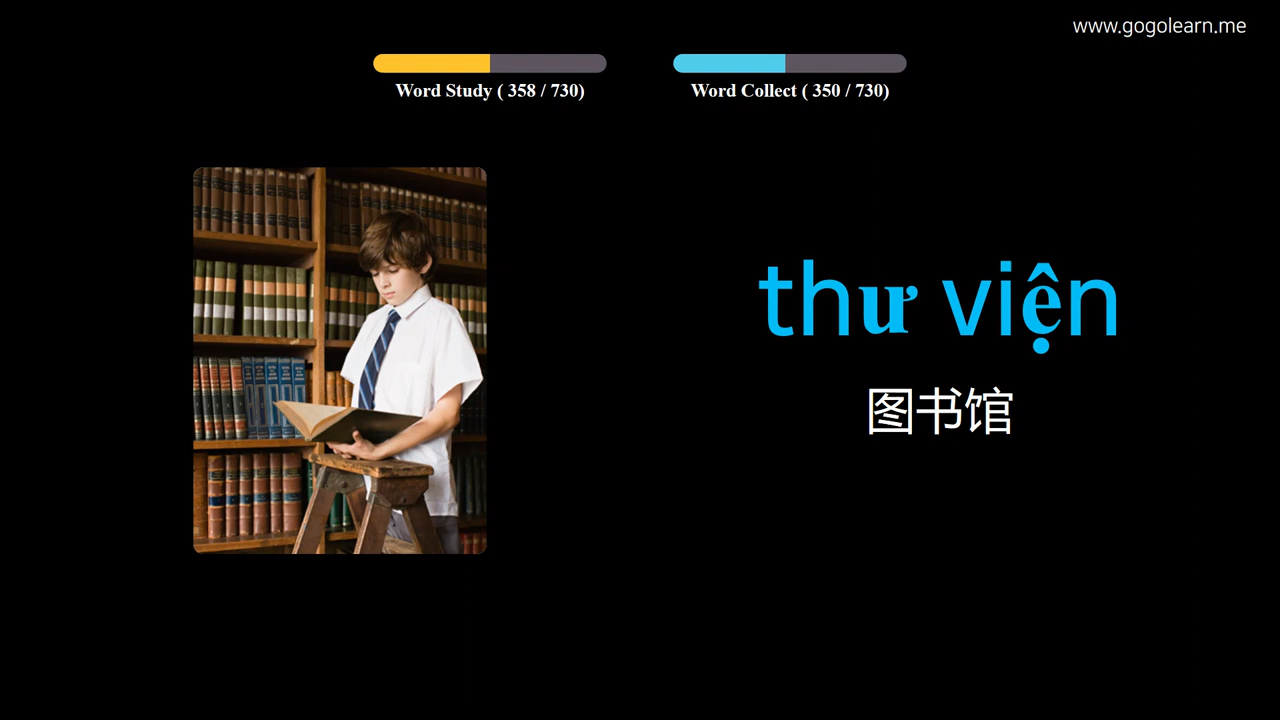 www.gogolearn.me
Word Study ( 358 / 730)
Word Collect ( 350 / 730)
thư viện
图书馆